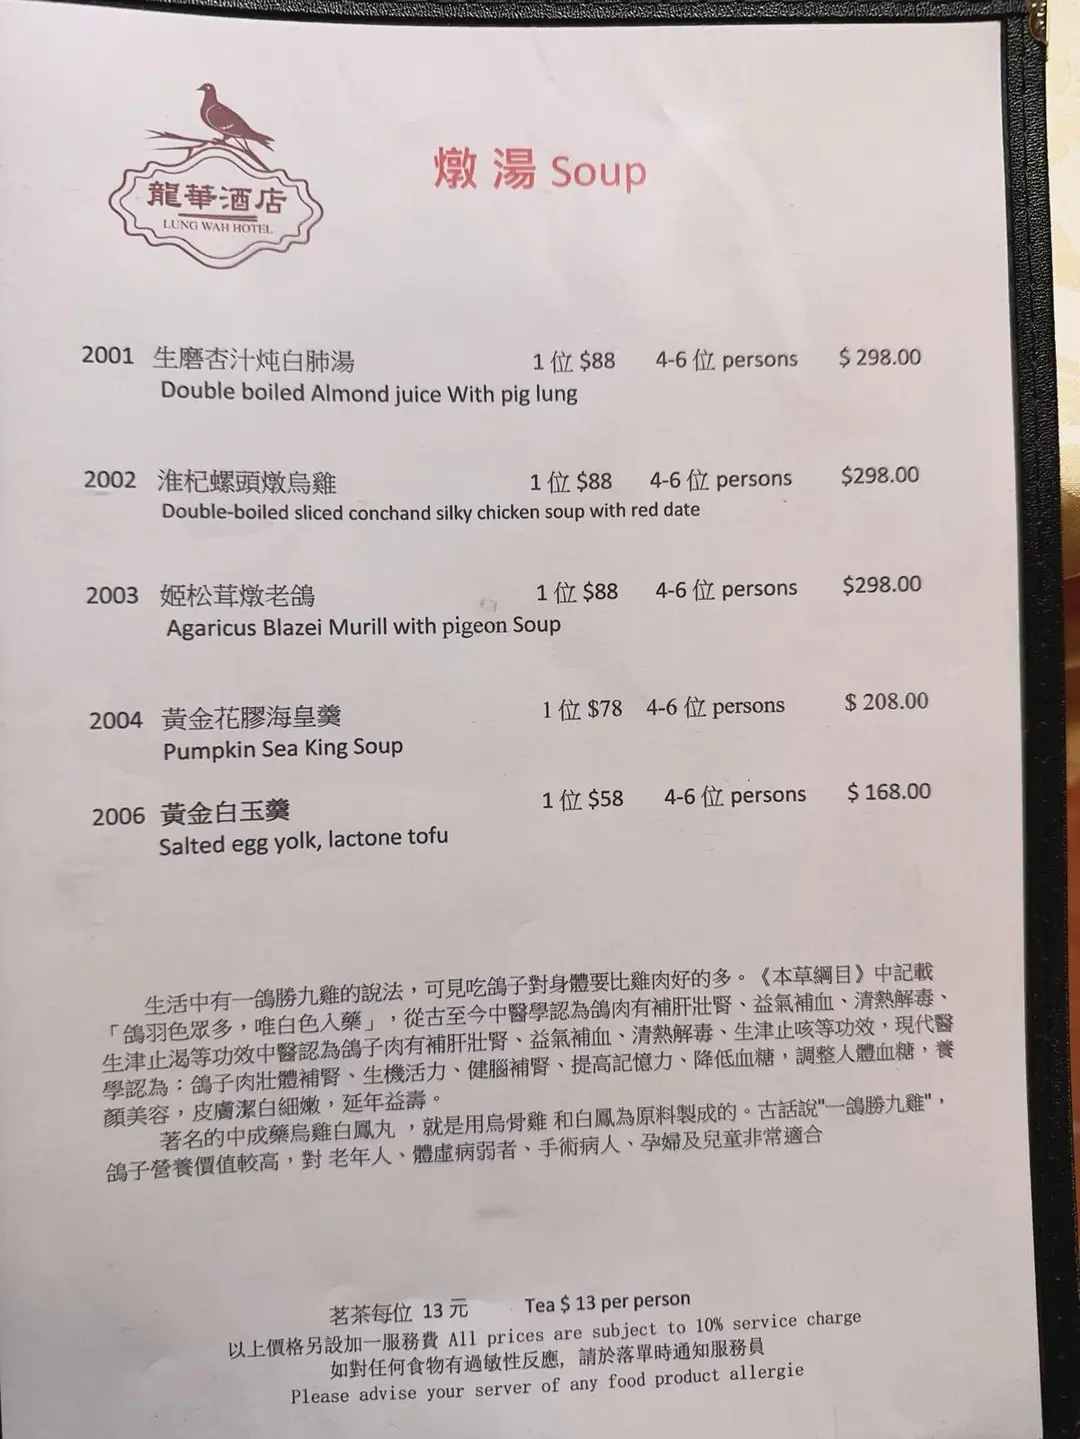 龍華酒店
LUNG WAH HOTEL
燉 湯 Soup
2001 生磨杏汁炖白肺湯 1 位 $88 4-6 位 persons $ 298.00
Double boiled Almond juice With pig lung
2002 淮杞螺頭燉烏雞 1 位 $88 4-6 位 persons $298.00
Double-boiled sliced conchand silky chicken soup with red date
2003 姬松茸燉老鴿 1 位 $88 4-6 位 persons $298.00
Agaricus Blazei Murill with pigeon Soup
2004 黃金花膠海皇羹 1 位 $78 4-6 位 persons $ 208.00
Pumpkin Sea King Soup
2006 黃金白玉羹 1 位 $58 4-6 位 persons $ 168.00
Salted egg yolk, lactone tofu
生活中有一鴿勝九雞的說法，可見吃鴿子對身體要比雞肉好的多。《本草綱目》中記載
「鴿羽色眾多，唯白色入藥」，從古至今中醫學認為鴿肉有補肝壯腎、益氣補血、清熱解毒、
生津止渴等功效中醫認為鴿子肉有補肝壯腎、益氣補血、清熱解毒、生津止咳等功效，現代醫
學認為：鴿子肉壯體補腎、生機活力、健腦補腎、提高記憶力、降低血糖，調整人體血糖，養
顏美容，皮膚潔白細嫩，延年益壽。
著名的中成藥烏雞白鳳丸 ，就是用烏骨雞 和白鳳為原料製成的。古話說"一鴿勝九雞"，
鴿子營養價值較高，對 老年人、體虛病弱者、手術病人、孕婦及兒童非常適合
茗茶每位 13 元 Tea $ 13 per person
以上價格另設加一服務費 All prices are subject to 10% service charge
如對任何食物有過敏性反應, 請於落單時通知服務員
Please advise your server of any food product allergie